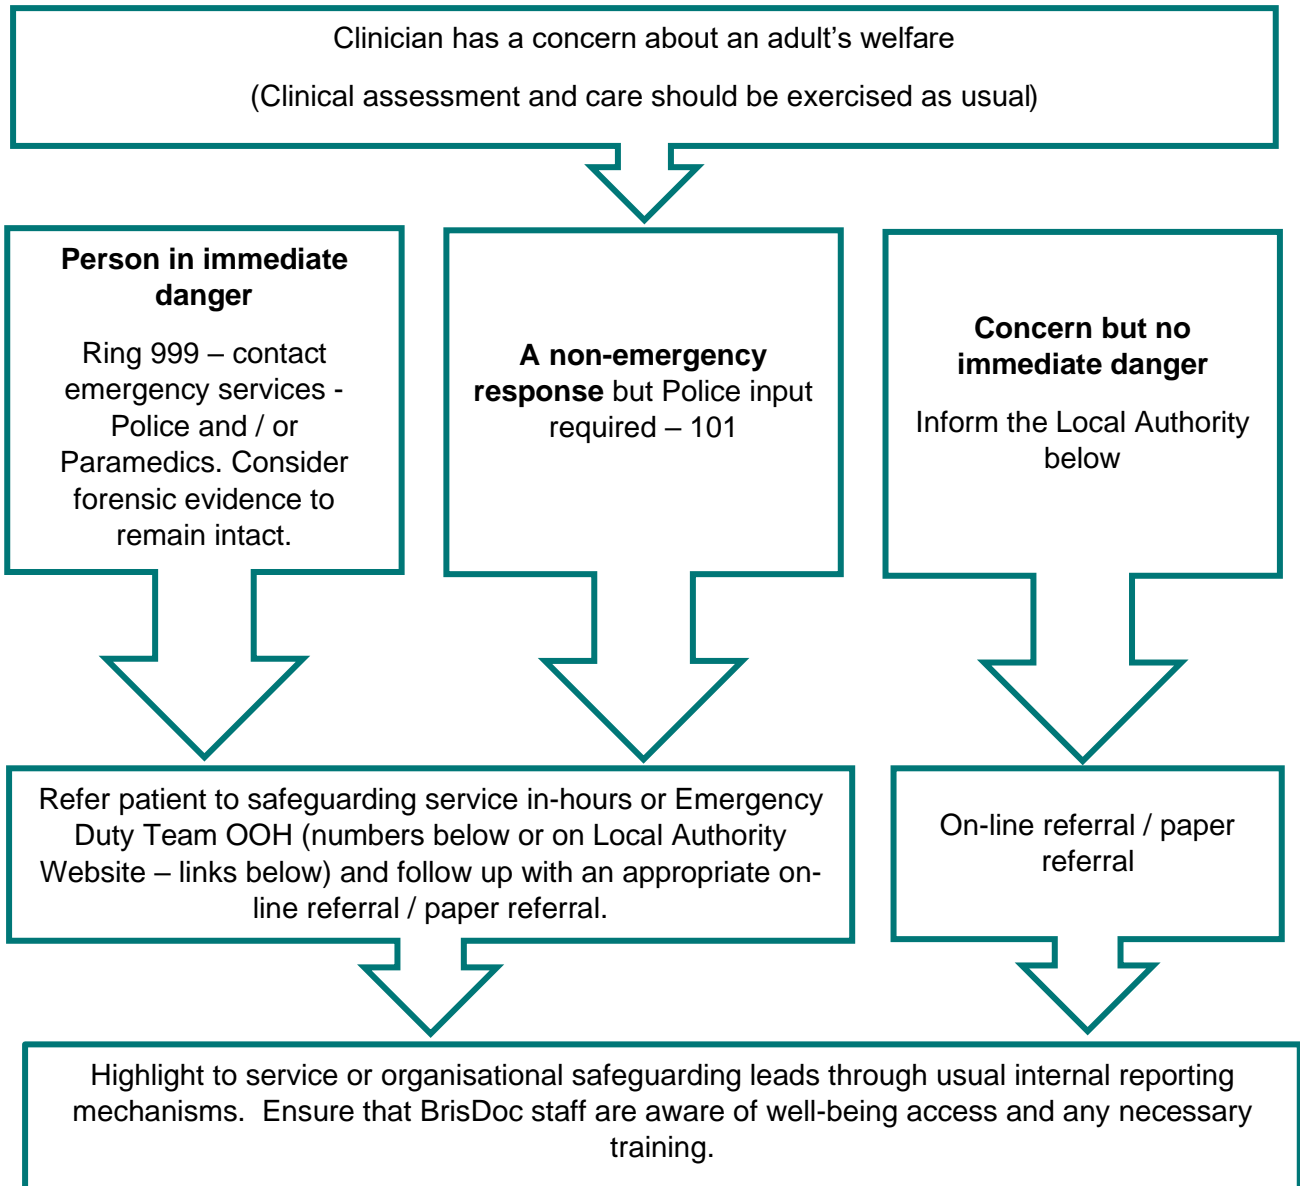 Clinician has a concern about an adult's welfare
(Clinical assessment and care should be exercised as usual)
Person in immediate
danger
Ring 999 – contact
emergency services -
Police and / or
Paramedics. Consider
forensic evidence to
remain intact.
A non-emergency
response but Police input
required – 101
Concern but no
immediate danger
Inform the Local Authority
below
Refer patient to safeguarding service in-hours or Emergency
Duty Team OOH (numbers below or on Local Authority
Website – links below) and follow up with an appropriate on-
line referral / paper referral.
On-line referral / paper
referral
Highlight to service or organisational safeguarding leads through usual internal reporting
mechanisms.  Ensure that BrisDoc staff are aware of well-being access and any necessary
training.